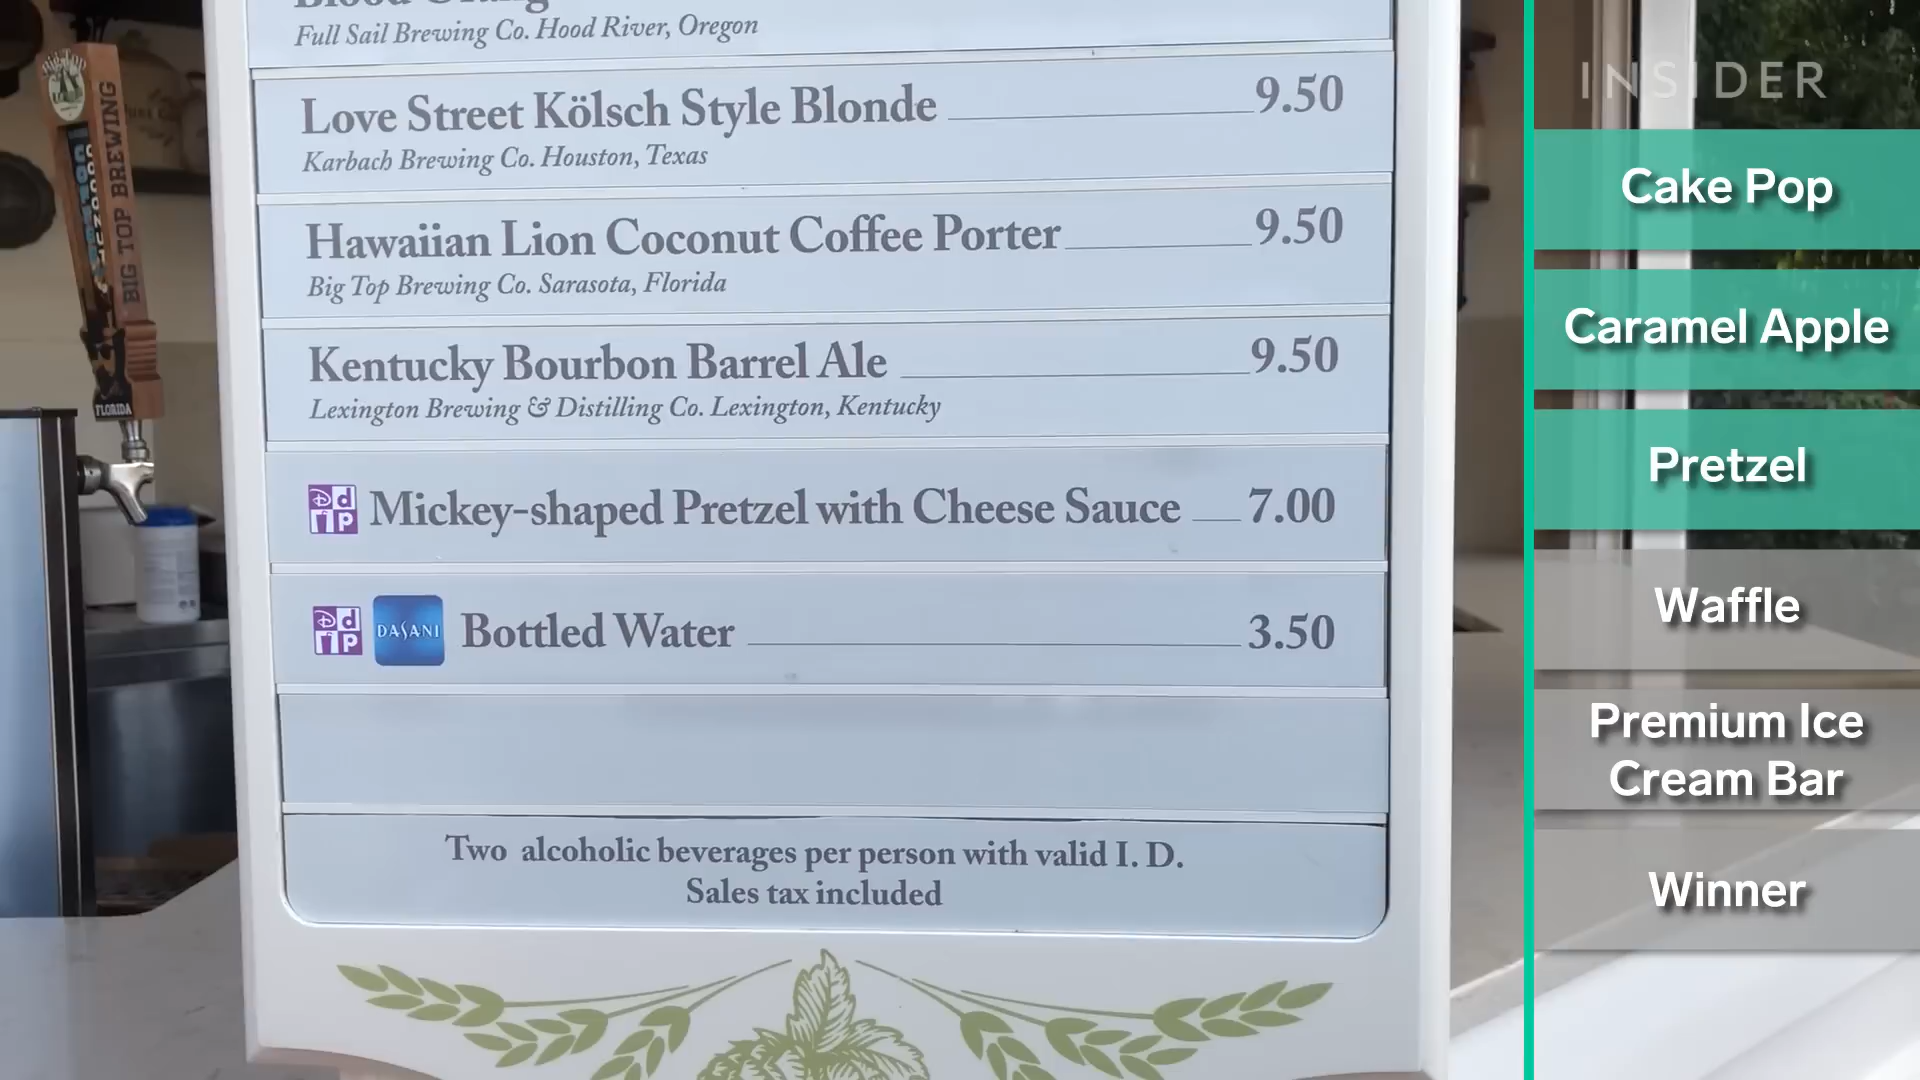 Full Sail Brewing Co. Hood River, Oregon
Love Street Kölsch Style Blonde 9.50
Karbach Brewing Co. Houston, Texas
Hawaiian Lion Coconut Coffee Porter 9.50
Big Top Brewing Co. Sarasota, Florida
Kentucky Bourbon Barrel Ale 9.50
Lexington Brewing & Distilling Co. Lexington, Kentucky
Mickey-shaped Pretzel with Cheese Sauce 7.00
DASANI Bottled Water 3.50
Two alcoholic beverages per person with valid I. D.
Sales tax included
Big Top
BIG TOP BREWING
FLORIDA
INSIDER
Cake Pop
Caramel Apple
Pretzel
Waffle
Premium Ice
Cream Bar
Winner